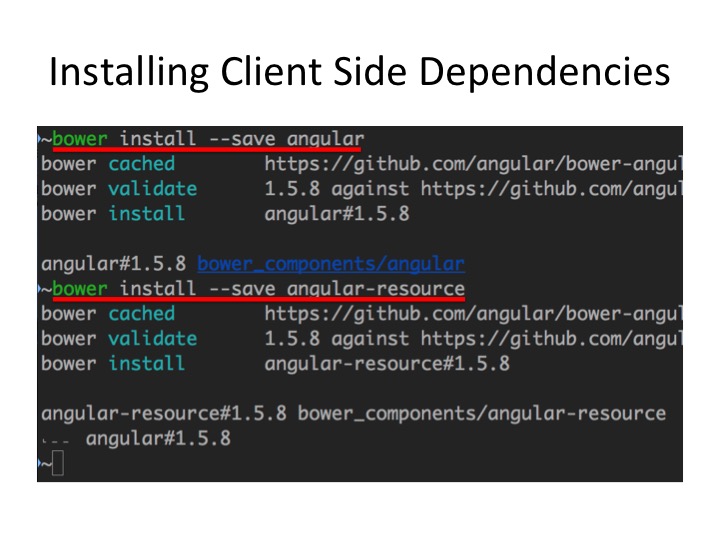 Installing Client Side Dependencies
~bower install --save angular
bower cached https://github.com/angular/bower-angul
bower validate 1.5.8 against https://github.com/angul
bower install angular#1.5.8
angular#1.5.8 bower_components/angular
~bower install --save angular-resource
bower cached https://github.com/angular/bower-angul
bower validate 1.5.8 against https://github.com/angul
bower install angular-resource#1.5.8
angular-resource#1.5.8 bower_components/angular-resource
angular#1.5.8
~